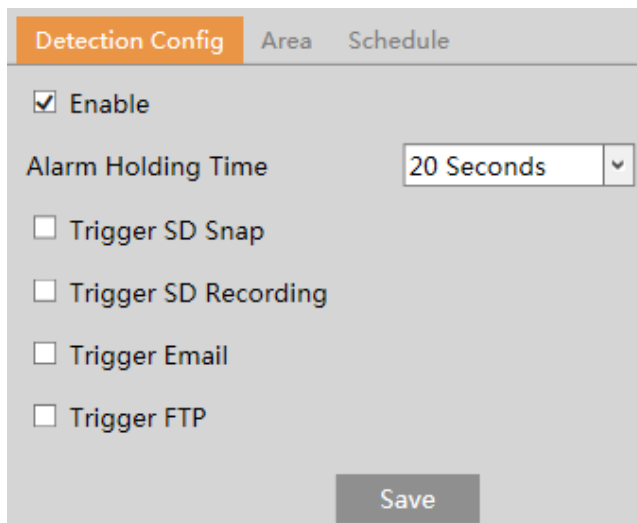 Detection Config Area Schedule
Enable
Alarm Holding Time 20 Seconds
Trigger SD Snap
Trigger SD Recording
Trigger Email
Trigger FTP
Save